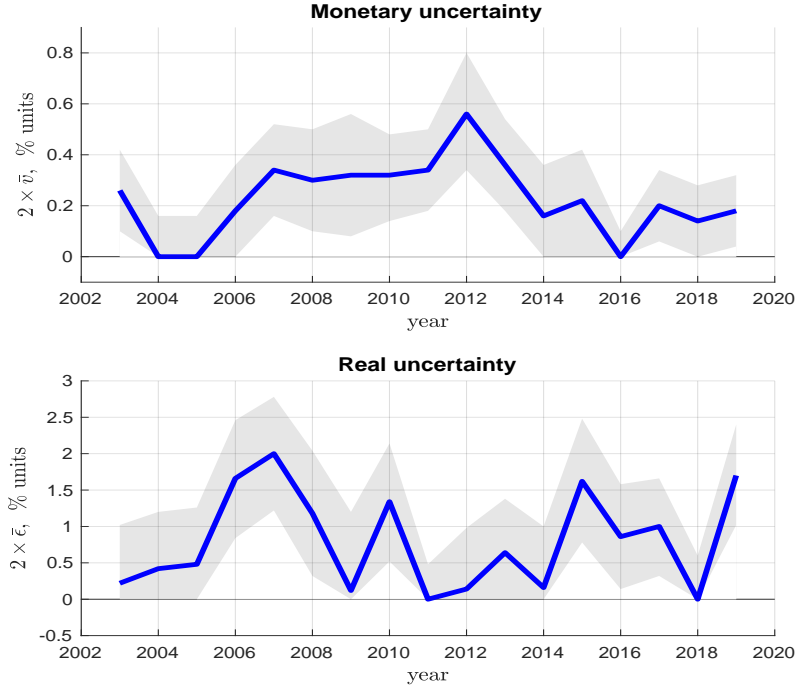 Monetary uncertainty
0.8
0.6
0.4
0.2
0
2 × v̄, % units
2002 2004 2006 2008 2010 2012 2014 2016 2018 2020
year
Real uncertainty
3
2.5
2
1.5
1
0.5
0
-0.5
2 × ε̄, % units
2002 2004 2006 2008 2010 2012 2014 2016 2018 2020
year